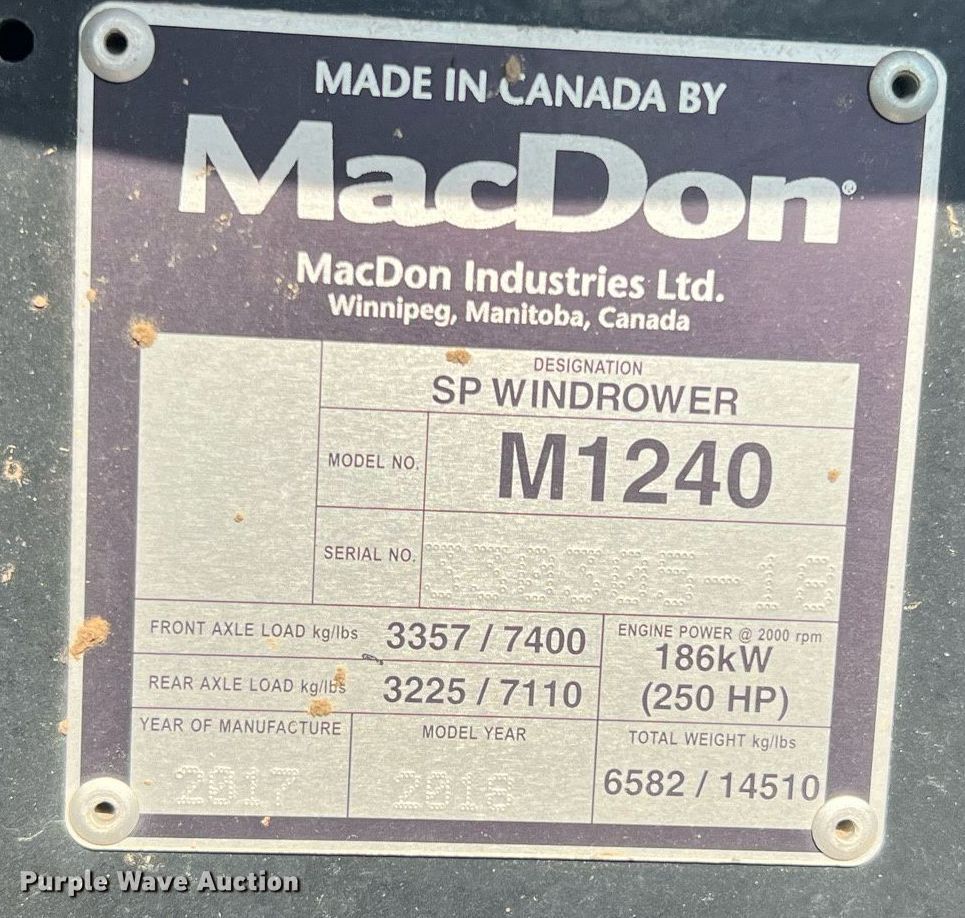 MADE IN CANADA BY
MacDon®
MacDon Industries Ltd.
Winnipeg, Manitoba, Canada
DESIGNATION
SP WINDROWER
MODEL NO.
M1240
SERIAL NO.
FRONT AXLE LOAD kg/lbs 3357 / 7400
REAR AXLE LOAD kg/lbs 3225 / 7110
ENGINE POWER @ 2000 rpm
186kW
(250 HP)
YEAR OF MANUFACTURE
2017
MODEL YEAR
2018
TOTAL WEIGHT kg/lbs
6582 / 14510
Purple Wave Auction